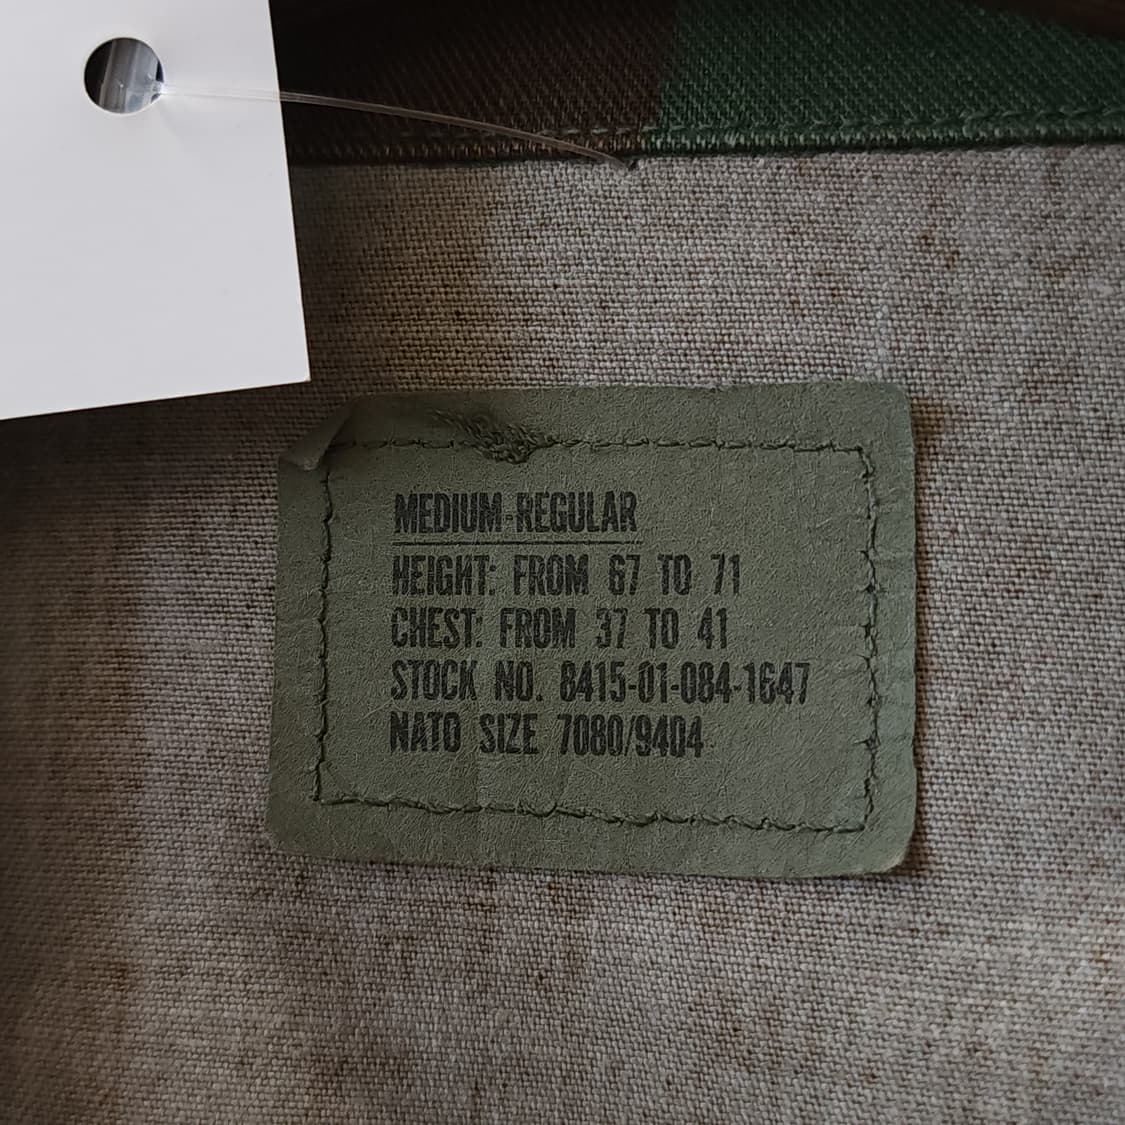 MEDIUM-REGULAR
HEIGHT: FROM 67 TO 71
CHEST: FROM 37 TO 41
STOCK NO. 8415-01-084-1647
NATO SIZE 7080/9404